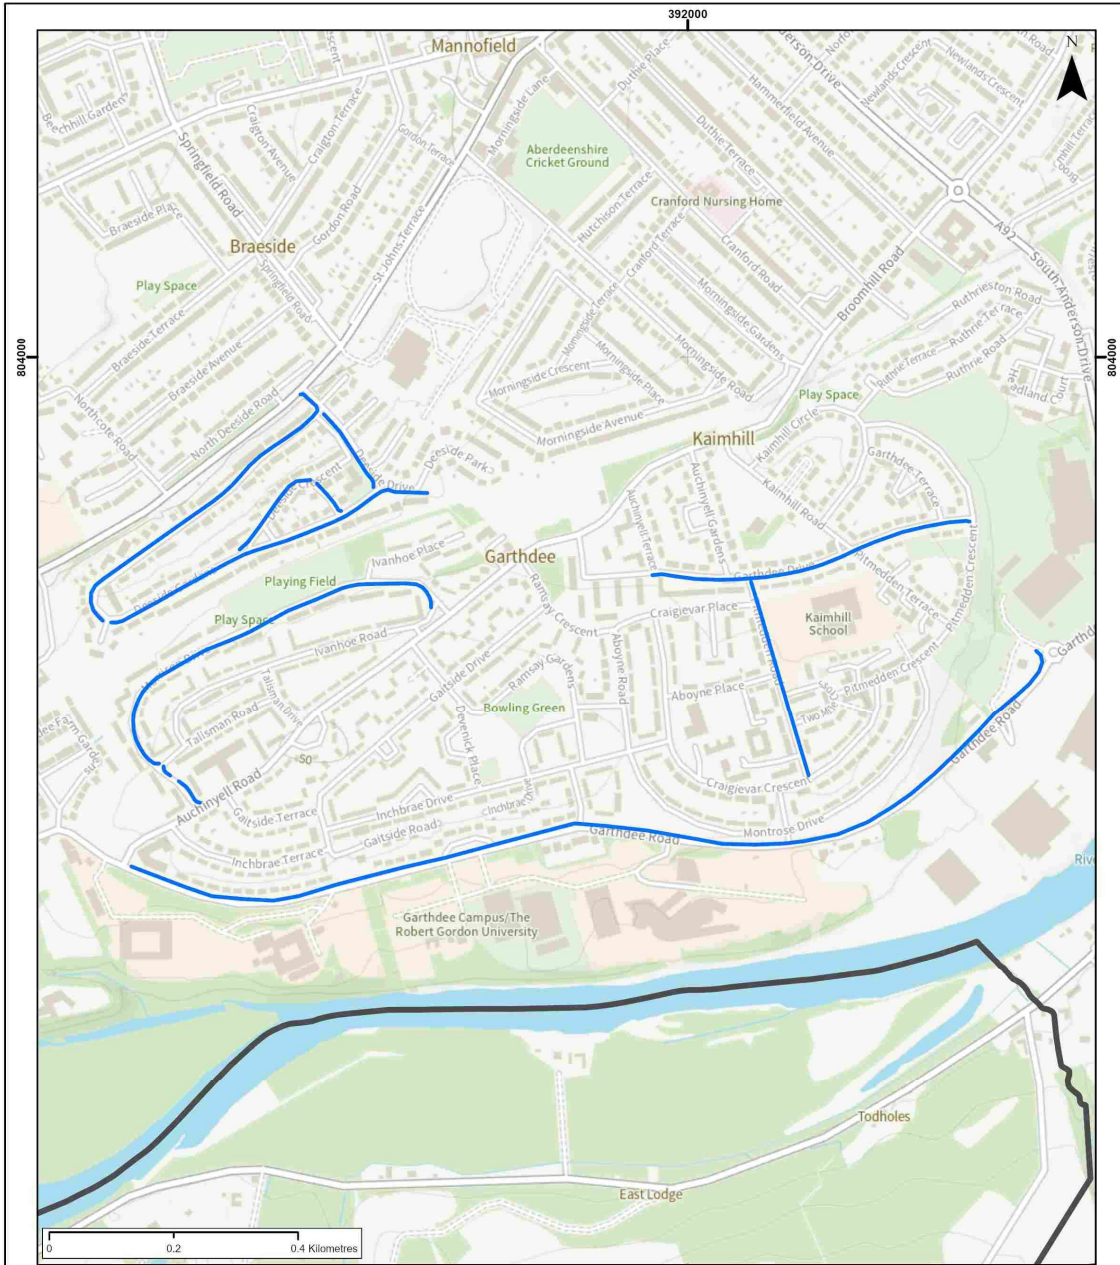 392000
N
Mannofield
Morningside Lane
Duthie Place
Hammerfield Avenue
Newlands Crescent
Craigton Avenue
Craigton Terrace
Gordon Terrace
Springfield Road
Aberdeenshire
Cricket Ground
Duthie Terrace
Braeside Place
Gordon Road
Cranford Nursing Home
Hutchison Terrace
Braeside
St Johns Terrace
Cranford Terrace
Cranford Road
A92 South Anderson Drive
Springfield Road
Broomhill Road
Play Space
Morningside Gardens
Ruthrieston Road
Ruthrie Terrace
Braeside Terrace
Morningside Terrace
804000
804000
Braeside Avenue
Morningside Crescent
Morningside Place
Morningside Road
Ruthrie Terrace
Ruthrie Road
Headland Court
Northcote Road
North Deeside Road
Play Space
Morningside Avenue
Kaimhill
Kaimhill Circle
Deeside Park
Deeside Drive
Deeside Crescent
Garthdee Terrace
Auchinyell Gardens
Auchinyell Terrace
Kaimhill Road
Ivanhoe Place
Garthdee
Garthdee Drive
Pitmedden Crescent
Playing Field
Deeside Gardens
Pitmedden Terrace
Ramsay Crescent
Craigievar Place
Play Space
Kaimhill
School
Ivanhoe Road
Aboyne Road
Pitmedden Road
Gaitside Drive
Ramsay Gardens
Pitmedden Crescent
Talisman Drive
Aboyne Place
Talisman Road
Bowling Green
Devenick Place
Garthdee Road
50
Auchinyell Road
Craigievar Crescent
Inchbrae Drive
Gaitside Terrace
Gaitside Road
Garthdee Road
Montrose Drive
Inchbrae Terrace
Garthdee Campus/The
Robert Gordon University
Todholes
East Lodge
0
0.2
0.4 Kilometres